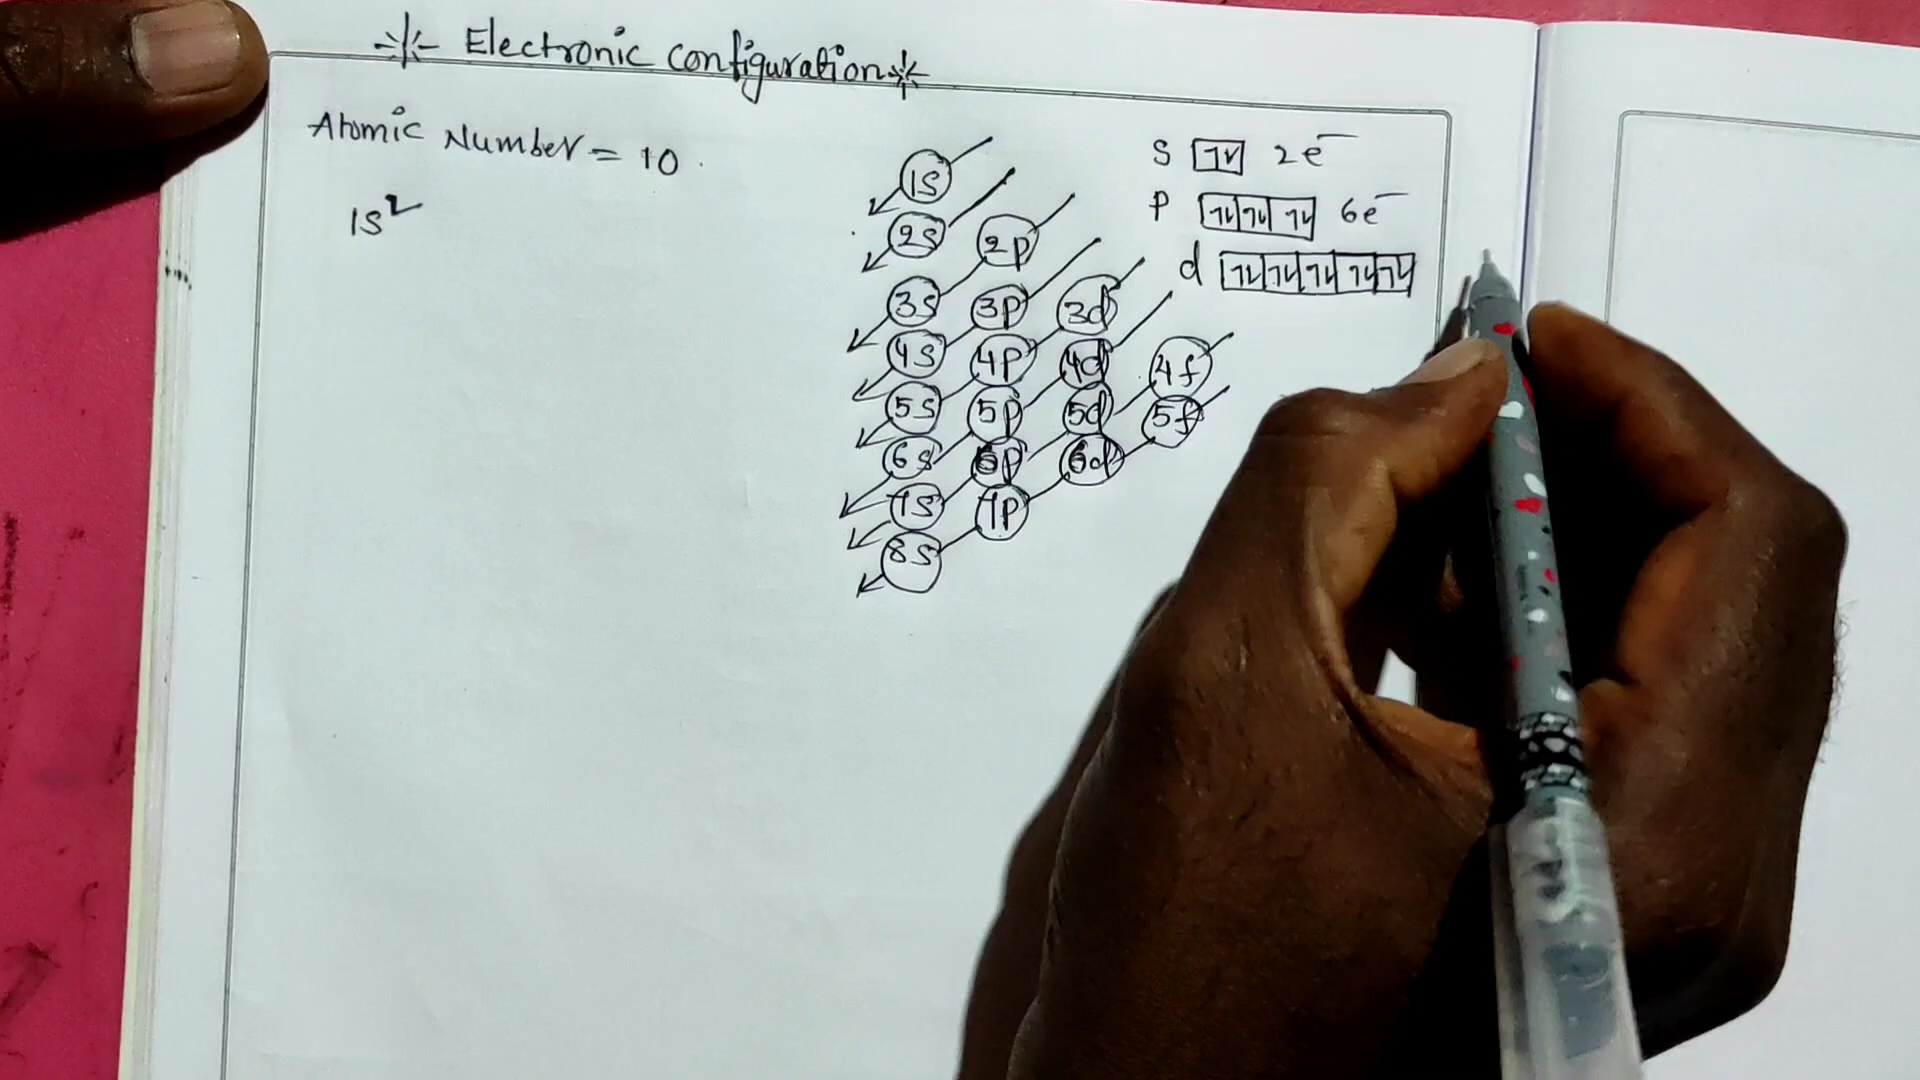 Electronic configuration
Atomic Number = 10
1s²
1s
2s 2p
3s 3p 3d
4s 4p 4d 4f
5s 5p 5d 5f
6s 6p 6d
7s 7p
8s
s 2e⁻
p 6e⁻
d